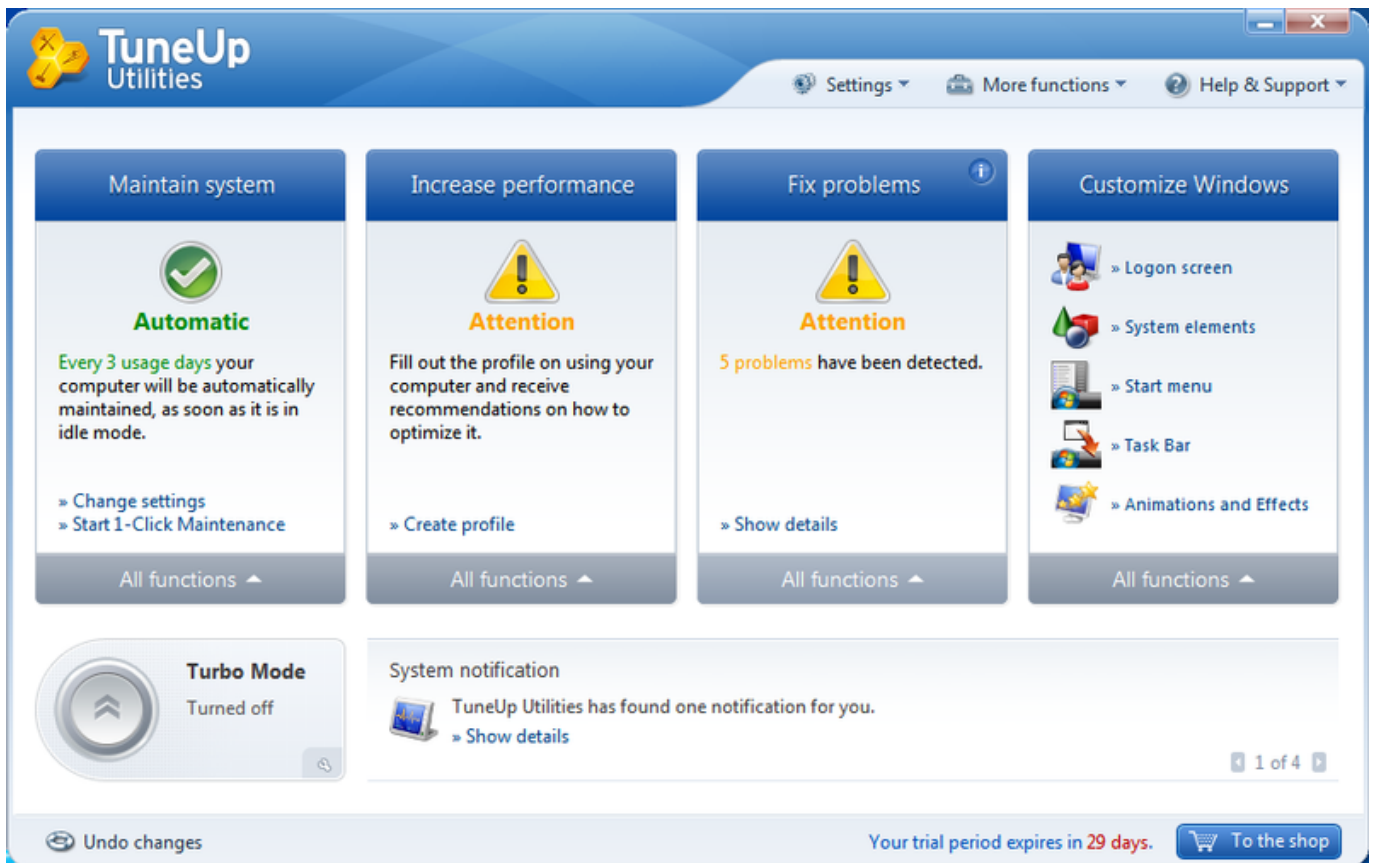 TuneUp
Utilities
Settings
More functions
Help & Support
Maintain system
Automatic
Every 3 usage days your
computer will be automatically
maintained, as soon as it is in
idle mode.
» Change settings
» Start 1-Click Maintenance
All functions
Increase performance
Attention
Fill out the profile on using your
computer and receive
recommendations on how to
optimize it.
» Create profile
All functions
Fix problems
Attention
5 problems have been detected.
» Show details
All functions
Customize Windows
» Logon screen
» System elements
» Start menu
» Task Bar
» Animations and Effects
All functions
Turbo Mode
Turned off
System notification
TuneUp Utilities has found one notification for you.
» Show details
1 of 4
Undo changes
Your trial period expires in 29 days.
To the shop